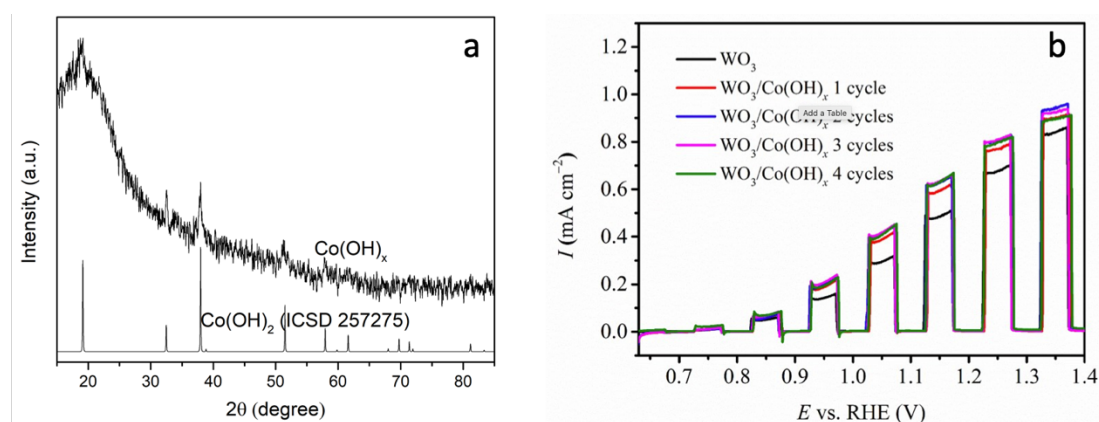 a
Intensity (a.u.)
Co(OH)x
Co(OH)2 (ICSD 257275)
20 30 40 50 60 70 80
2θ (degree)
b
I (mA cm−2)
1.2
1.0
0.8
0.6
0.4
0.2
0.0
WO3
WO3/Co(OH)x 1 cycle
WO3/Co(OH)x 2 cycles
Add a Table
WO3/Co(OH)x 3 cycles
WO3/Co(OH)x 4 cycles
0.7 0.8 0.9 1.0 1.1 1.2 1.3 1.4
E vs. RHE (V)